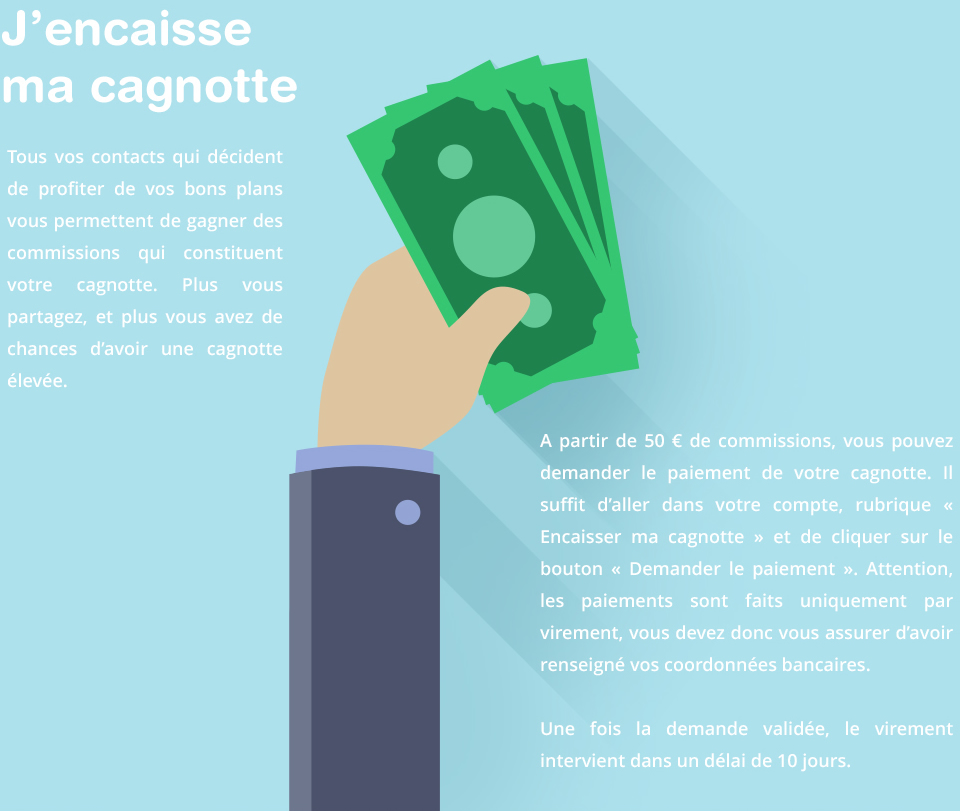 J’encaisse
ma cagnotte
Tous vos contacts qui décident
de profiter de vos bons plans
vous permettent de gagner des
commissions qui constituent
votre cagnotte. Plus vous
partagez, et plus vous avez de
chances d’avoir une cagnotte
élevée.
A partir de 50 € de commissions, vous pouvez
demander le paiement de votre cagnotte. Il
suffit d’aller dans votre compte, rubrique «
Encaisser ma cagnotte » et de cliquer sur le
bouton « Demander le paiement ». Attention,
les paiements sont faits uniquement par
virement, vous devez donc vous assurer d’avoir
renseigné vos coordonnées bancaires.
Une fois la demande validée, le virement
intervient dans un délai de 10 jours.